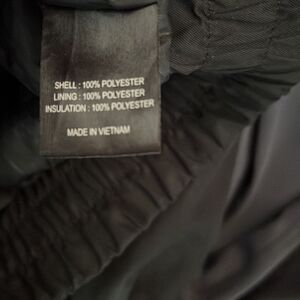 SHELL : 100% POLYESTER
LINING : 100% POLYESTER
INSULATION : 100% POLYESTER
MADE IN VIETNAM